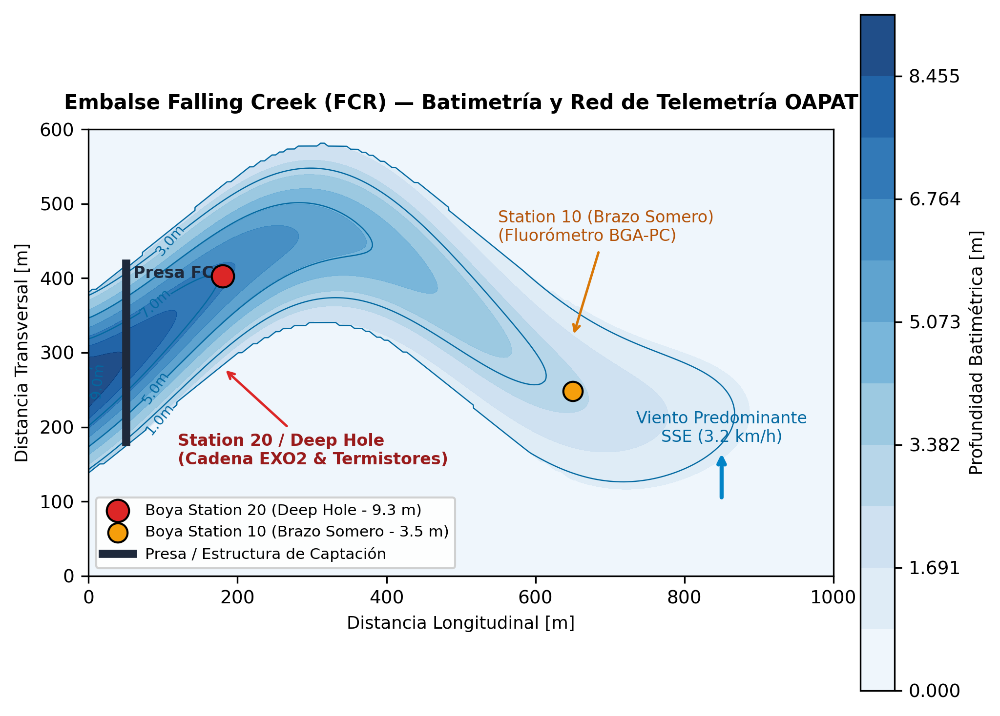 Embalse Falling Creek (FCR) — Batimetría y Red de Telemetría OAPAT
Distancia Transversal [m]
600
500
400
300
200
100
0
3.0m
Presa FC
7.0m
9.0m
5.0m
1.0m
Station 10 (Brazo Somero)
(Fluorómetro BGA-PC)
Station 20 / Deep Hole
(Cadena EXO2 & Termistores)
Viento Predominante
SSE (3.2 km/h)
Boya Station 20 (Deep Hole - 9.3 m)
Boya Station 10 (Brazo Somero - 3.5 m)
Presa / Estructura de Captación
0
200
400
600
800
1000
Distancia Longitudinal [m]
8.455
6.764
5.073
3.382
1.691
0.000
Profundidad Batimétrica [m]